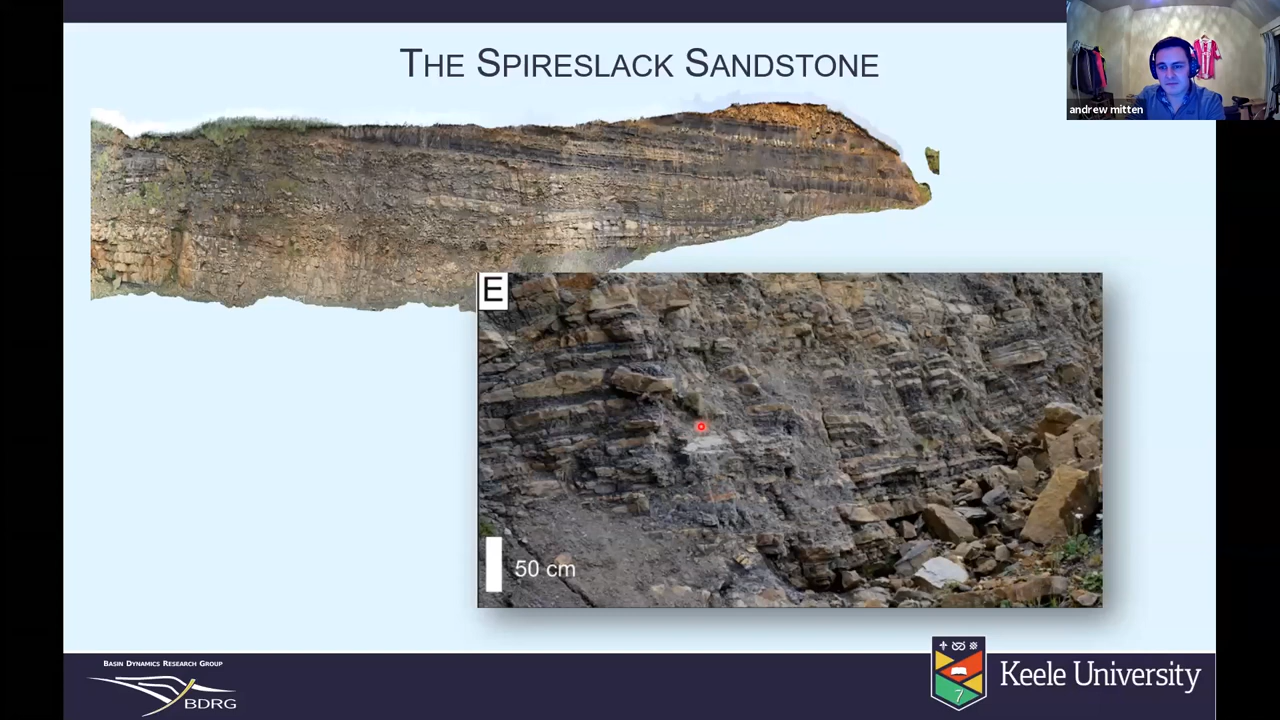 THE SPIRESLACK SANDSTONE
andrew mitten
E
50 cm
BASIN DYNAMICS RESEARCH GROUP
BDRG
Keele University